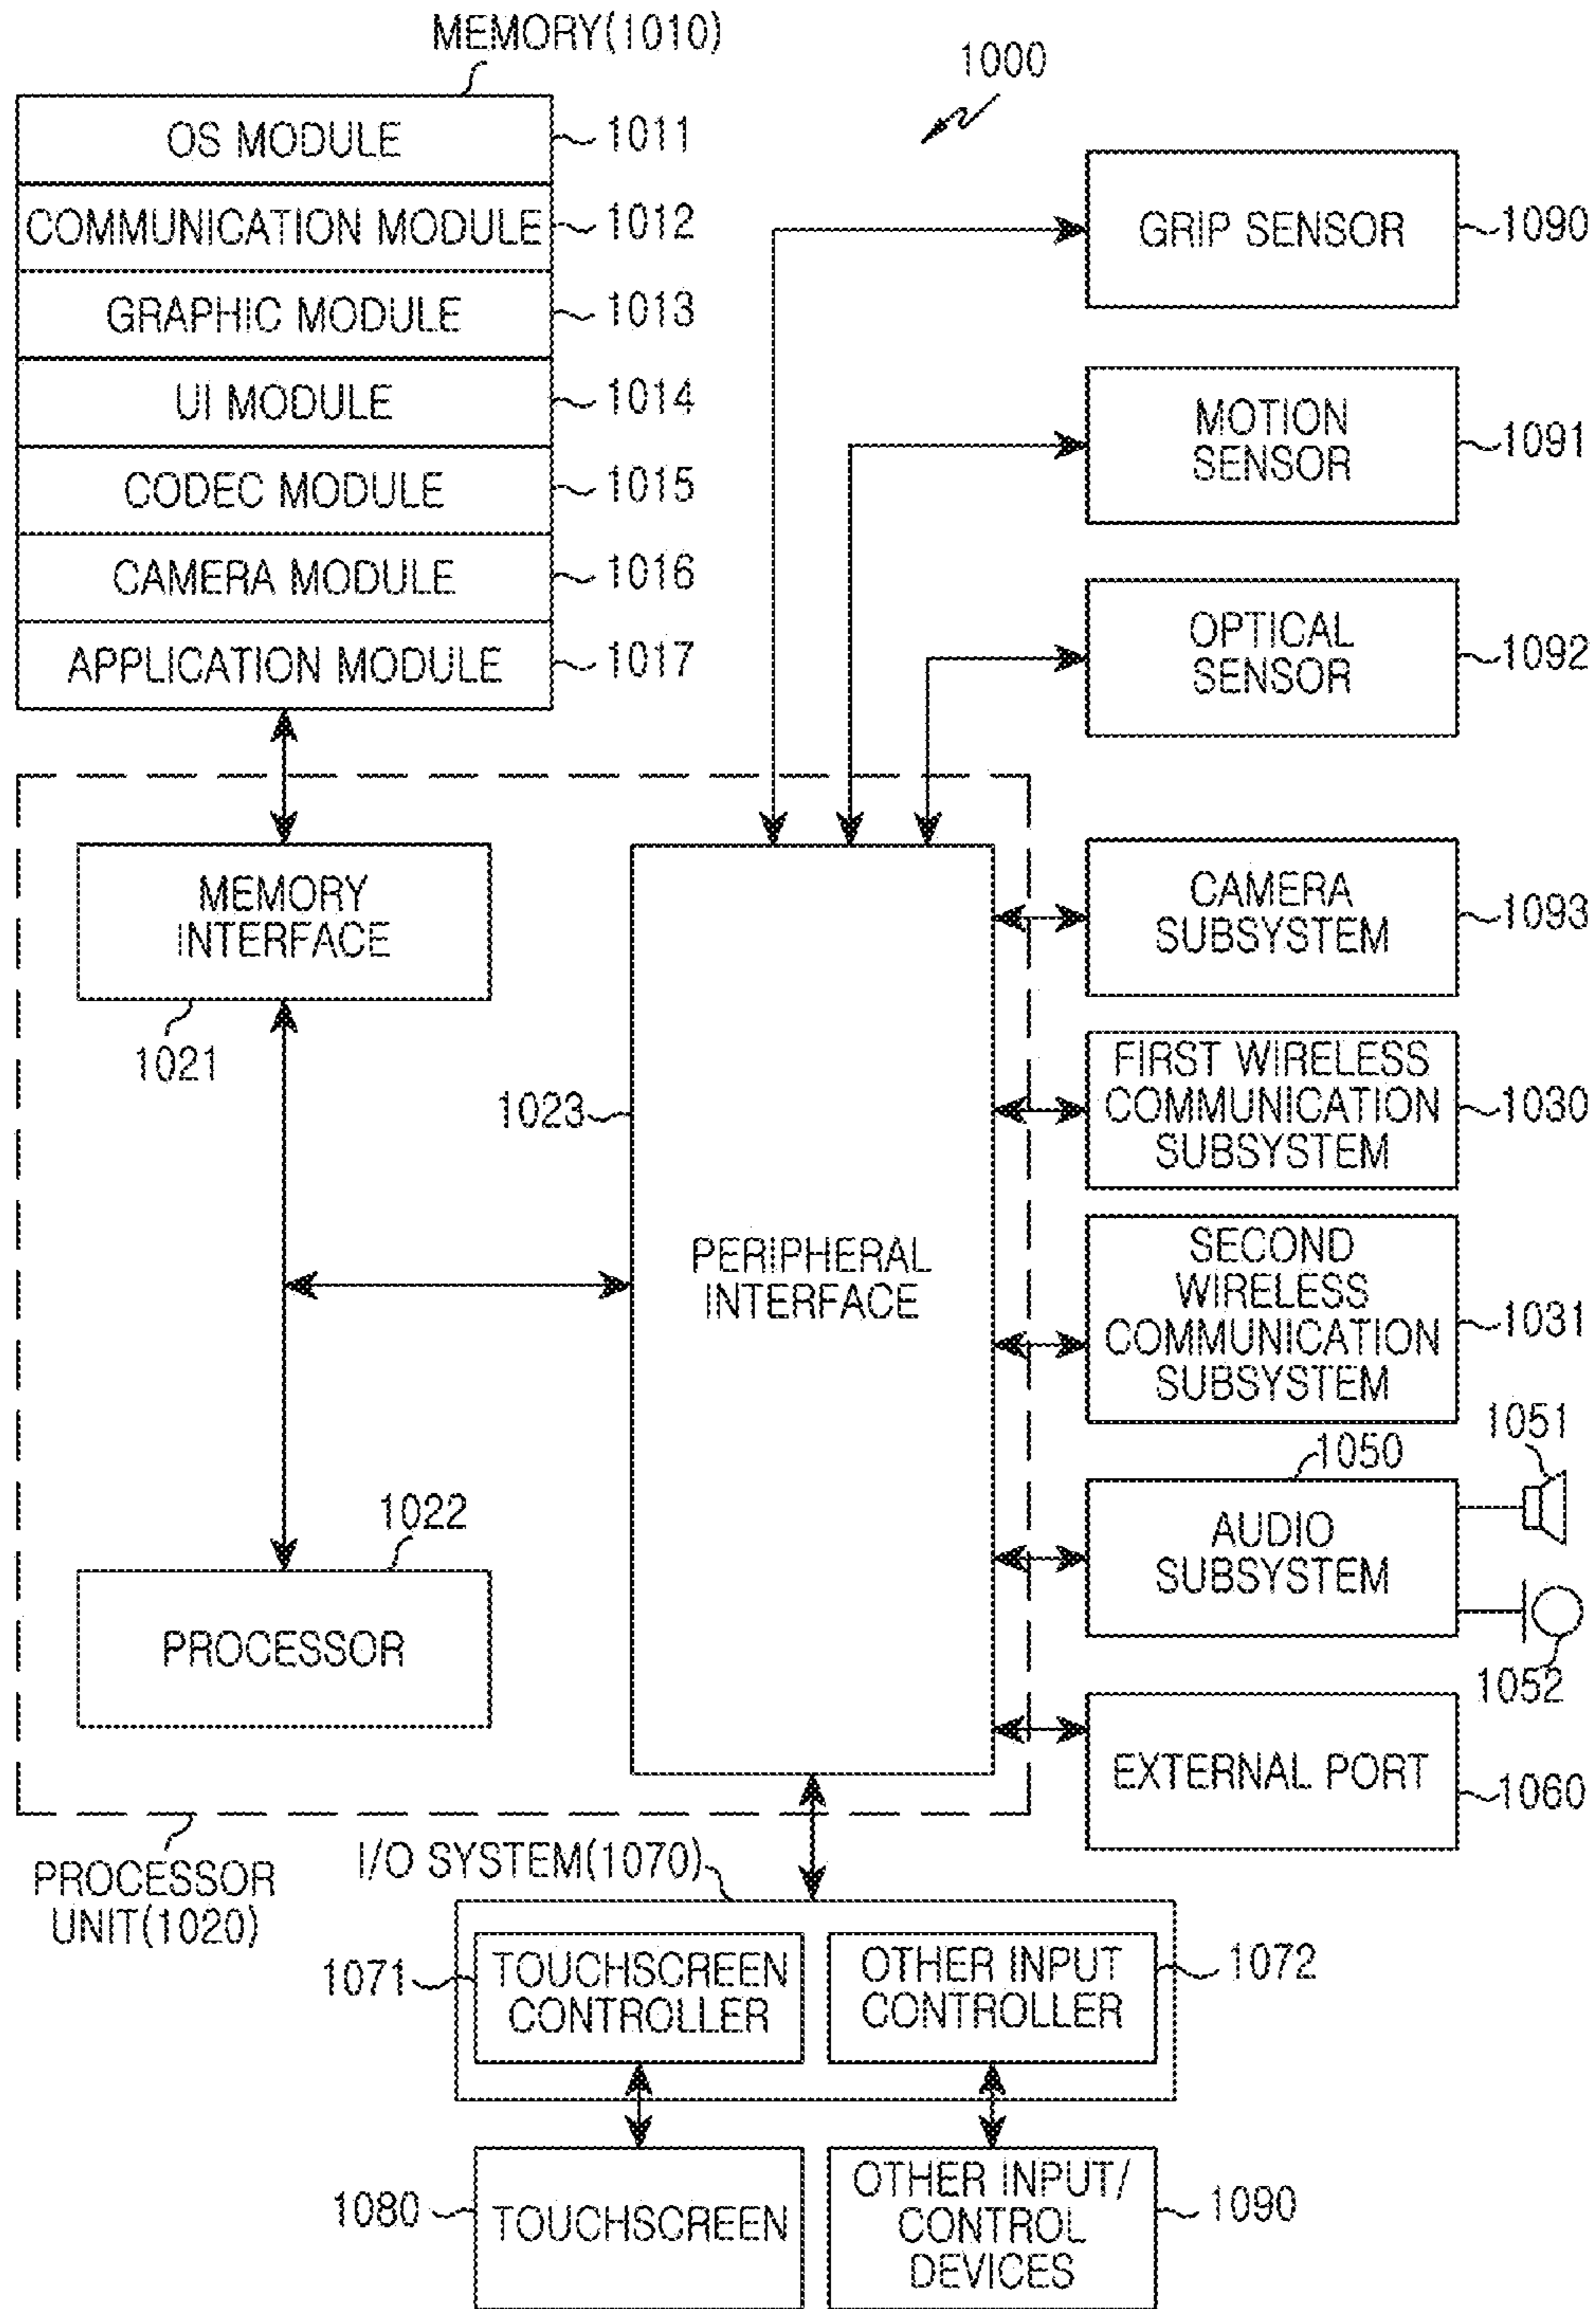 MEMORY(1010)
1000
OS MODULE
1011
COMMUNICATION MODULE
1012
GRAPHIC MODULE
1013
UI MODULE
1014
CODEC MODULE
1015
CAMERA MODULE
1016
APPLICATION MODULE
1017
GRIP SENSOR
1090
MOTION
SENSOR
1091
OPTICAL
SENSOR
1092
MEMORY
INTERFACE
1021
1023
PERIPHERAL
INTERFACE
1022
PROCESSOR
PROCESSOR
UNIT(1020)
CAMERA
SUBSYSTEM
1093
FIRST WIRELESS
COMMUNICATION
SUBSYSTEM
1030
SECOND
WIRELESS
COMMUNICATION
SUBSYSTEM
1031
1050
AUDIO
SUBSYSTEM
1051
1052
EXTERNAL PORT
1060
I/O SYSTEM(1070)
1071
TOUCHSCREEN
CONTROLLER
OTHER INPUT
CONTROLLER
1072
1080
TOUCHSCREEN
OTHER INPUT/
CONTROL
DEVICES
1090